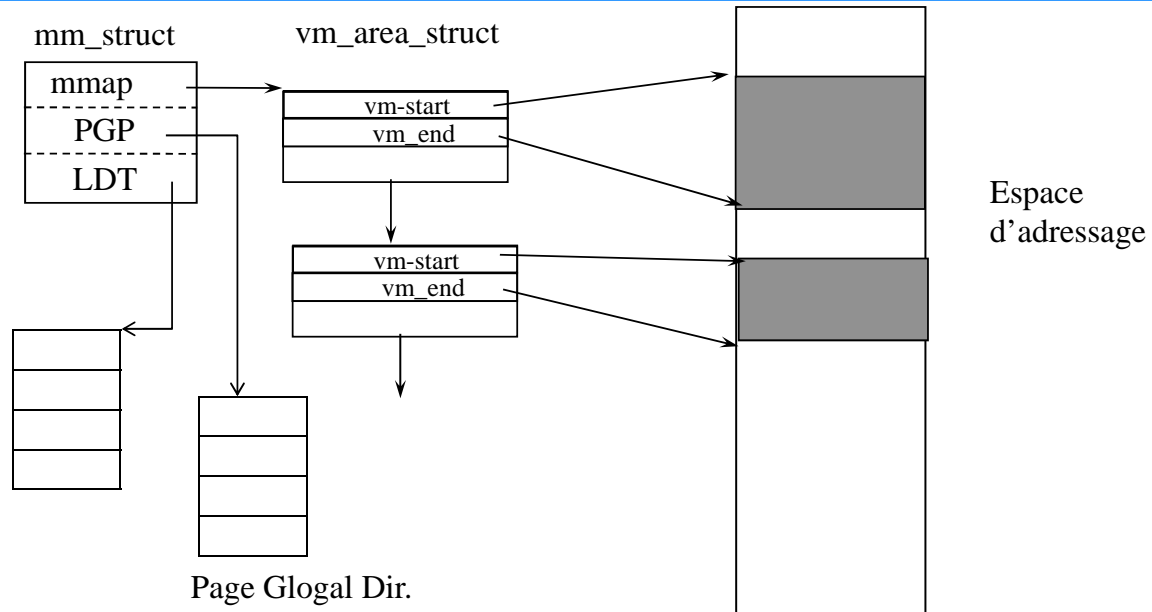 mm_struct
vm_area_struct
mmap
PGP
LDT
vm-start
vm_end
vm-start
vm_end
Espace
d’adressage
Page Glogal Dir.